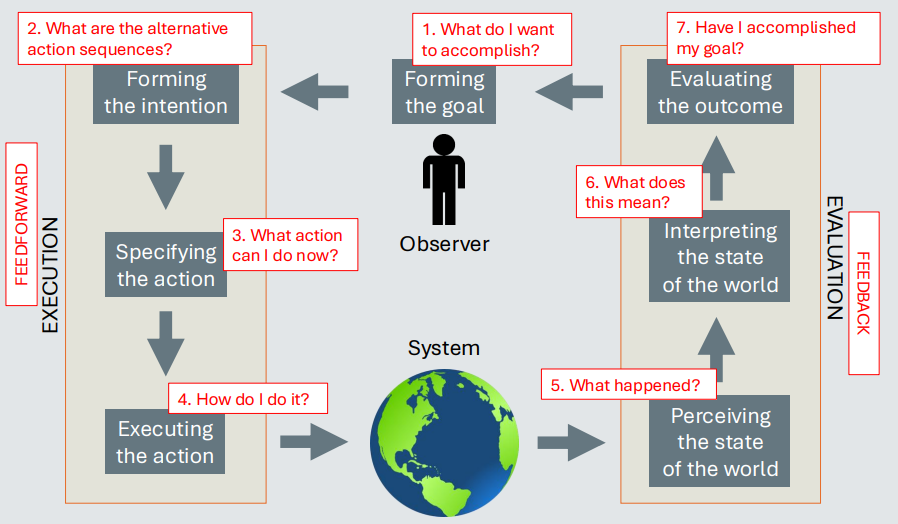 2. What are the alternative
action sequences?
1. What do I want
to accomplish?
7. Have I accomplished
my goal?
Forming
the intention
Forming
the goal
Evaluating
the outcome
FEEDFORWARD
EXECUTION
Observer
6. What does
this mean?
3. What action
can I do now?
Specifying
the action
Interpreting
the state
of the world
EVALUATION
FEEDBACK
System
4. How do I do it?
5. What happened?
Executing
the action
Perceiving
the state
of the world